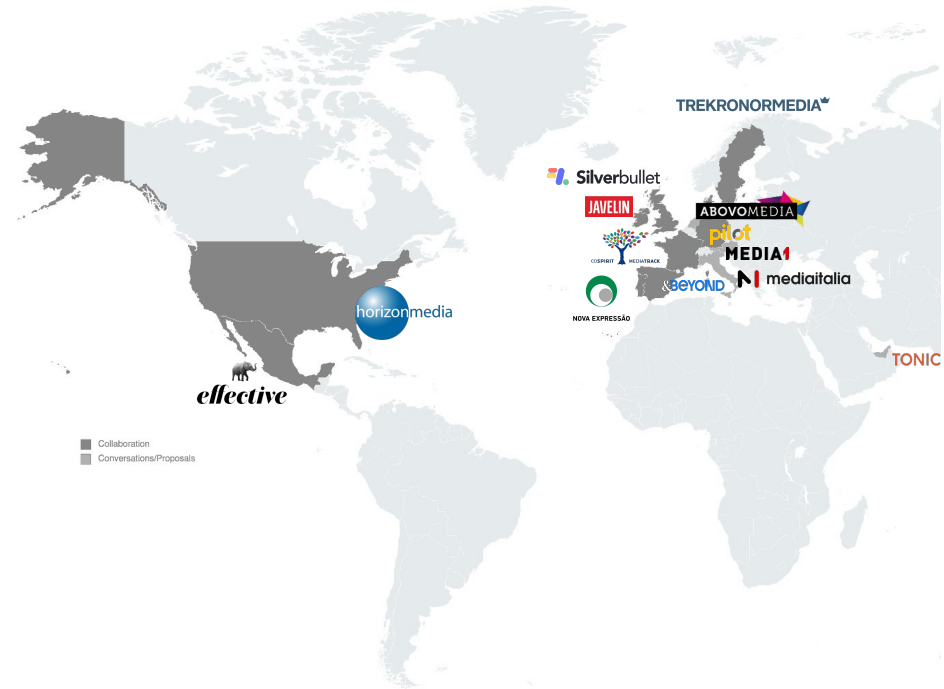 TREKRONORMEDIA
Silverbullet
JAVELIN
ABOVOMEDIA
pilot
COSPIRIT MEDIATRACK
MEDIA1
mediaitalia
&BEYOND
NOVA EXPRESSÃO
horizonmedia
TONIC
effective
Collaboration
Conversations/Proposals